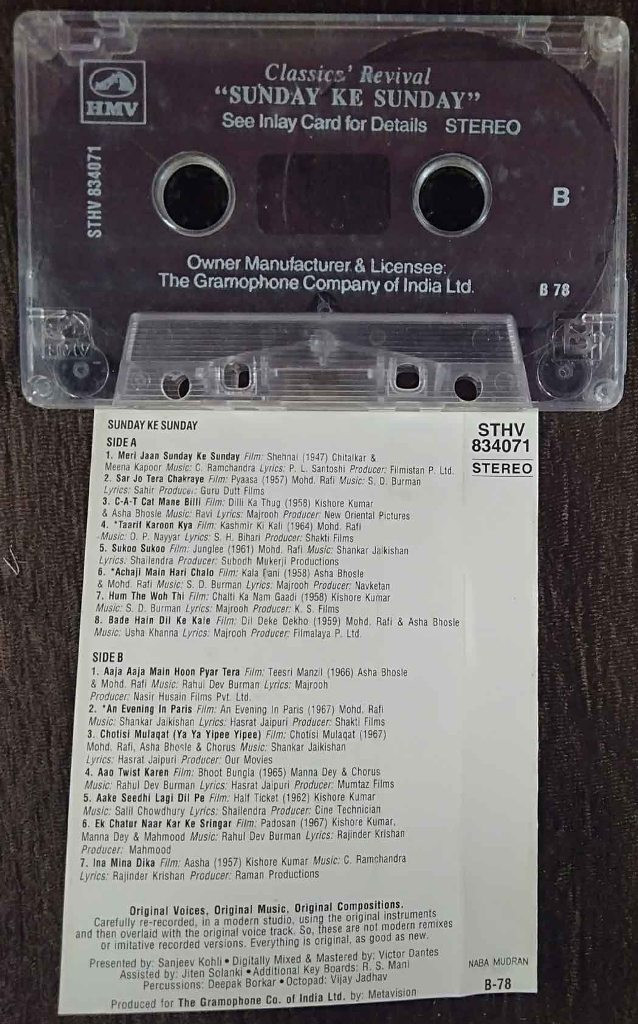 Classics' Revival
"SUNDAY KE SUNDAY"
HMV
See Inlay Card for Details STEREO
STHV 834071
B
Owner Manufacturer & Licensee:
The Gramophone Company of India Ltd.
B 78
SUNDAY KE SUNDAY
STHV
834071
STEREO
SIDE A
1. Meri Jaan Sunday Ke Sunday Film: Shehnai (1947) Chitalkar &
Meena Kapoor Music: C. Ramchandra Lyrics: P. L. Santoshi Producer: Filmistan P. Ltd.
2. Sar Jo Tera Chakraye Film: Pyaasa (1957) Mohd. Rafi Music: S. D. Burman
Lyrics: Sahir Producer: Guru Dutt Films
3. C-A-T Cat Mane Billi Film: Dilli Ka Thug (1958) Kishore Kumar
& Asha Bhosle Music: Ravi Lyrics: Majrooh Producer: New Oriental Pictures
4. *Taarif Karoon Kya Film: Kashmir Ki Kali (1964) Mohd. Rafi
Music: O. P. Nayyar Lyrics: S. H. Bihari Producer: Shakti Films
5. Sukoo Sukoo Film: Junglee (1961) Mohd. Rafi Music: Shankar Jaikishan
Lyrics: Shailendra Producer: Subodh Mukerji Productions
6. *Achaji Main Hari Chalo Film: Kala Pani (1958) Asha Bhosle
& Mohd. Rafi Music: S. D. Burman Lyrics: Majrooh Producer: Navketan
7. Hum The Woh Thi Film: Chalti Ka Nam Gaadi (1958) Kishore Kumar
Music: S. D. Burman Lyrics: Majrooh Producer: K. S. Films
8. Bade Hain Dil Ke Kale Film: Dil Deke Dekho (1959) Mohd. Rafi & Asha Bhosle
Music: Usha Khanna Lyrics: Majrooh Producer: Filmalaya P. Ltd.
SIDE B
1. Aaja Aaja Main Hoon Pyar Tera Film: Teesri Manzil (1966) Asha Bhosle
& Mohd. Rafi Music: Rahul Dev Burman Lyrics: Majrooh
Producer: Nasir Husain Films Pvt. Ltd.
2. *An Evening In Paris Film: An Evening In Paris (1967) Mohd. Rafi
Music: Shankar Jaikishan Lyrics: Hasrat Jaipuri Producer: Shakti Films
3. Chotisi Mulaqat (Ya Ya Yipee Yipee) Film: Chotisi Mulaqat (1967)
Mohd. Rafi, Asha Bhosle & Chorus Music: Shankar Jaikishan
Lyrics: Hasrat Jaipuri Producer: Our Movies
4. Aao Twist Karen Film: Bhoot Bungla (1965) Manna Dey & Chorus
Music: Rahul Dev Burman Lyrics: Hasrat Jaipuri Producer: Mumtaz Films
5. Aake Seedhi Lagi Dil Pe Film: Half Ticket (1962) Kishore Kumar
Music: Salil Chowdhury Lyrics: Shailendra Producer: Cine Technician
6. Ek Chatur Naar Kar Ke Sringar Film: Padosan (1967) Kishore Kumar,
Manna Dey & Mahmood Music: Rahul Dev Burman Lyrics: Rajinder Krishan
Producer: Mahmood
7. Ina Mina Dika Film: Aasha (1957) Kishore Kumar Music: C. Ramchandra
Lyrics: Rajinder Krishan Producer: Raman Productions
Original Voices, Original Music, Original Compositions.
Carefully re-recorded, in a modern studio, using the original instruments
and then overlaid with the original voice track. So, these are not modern remixes
or imitative recorded versions. Everything is original, as good as new.
Presented by: Sanjeev Kohli • Digitally Mixed & Mastered by: Victor Dantes
Assisted by: Jiten Solanki • Additional Key Boards: R. S. Mani
Percussions: Deepak Borkar • Octopad: Vijay Jadhav
Produced for The Gramophone Co. of India Ltd. by: Metavision
NABA MUDRAN
B-78